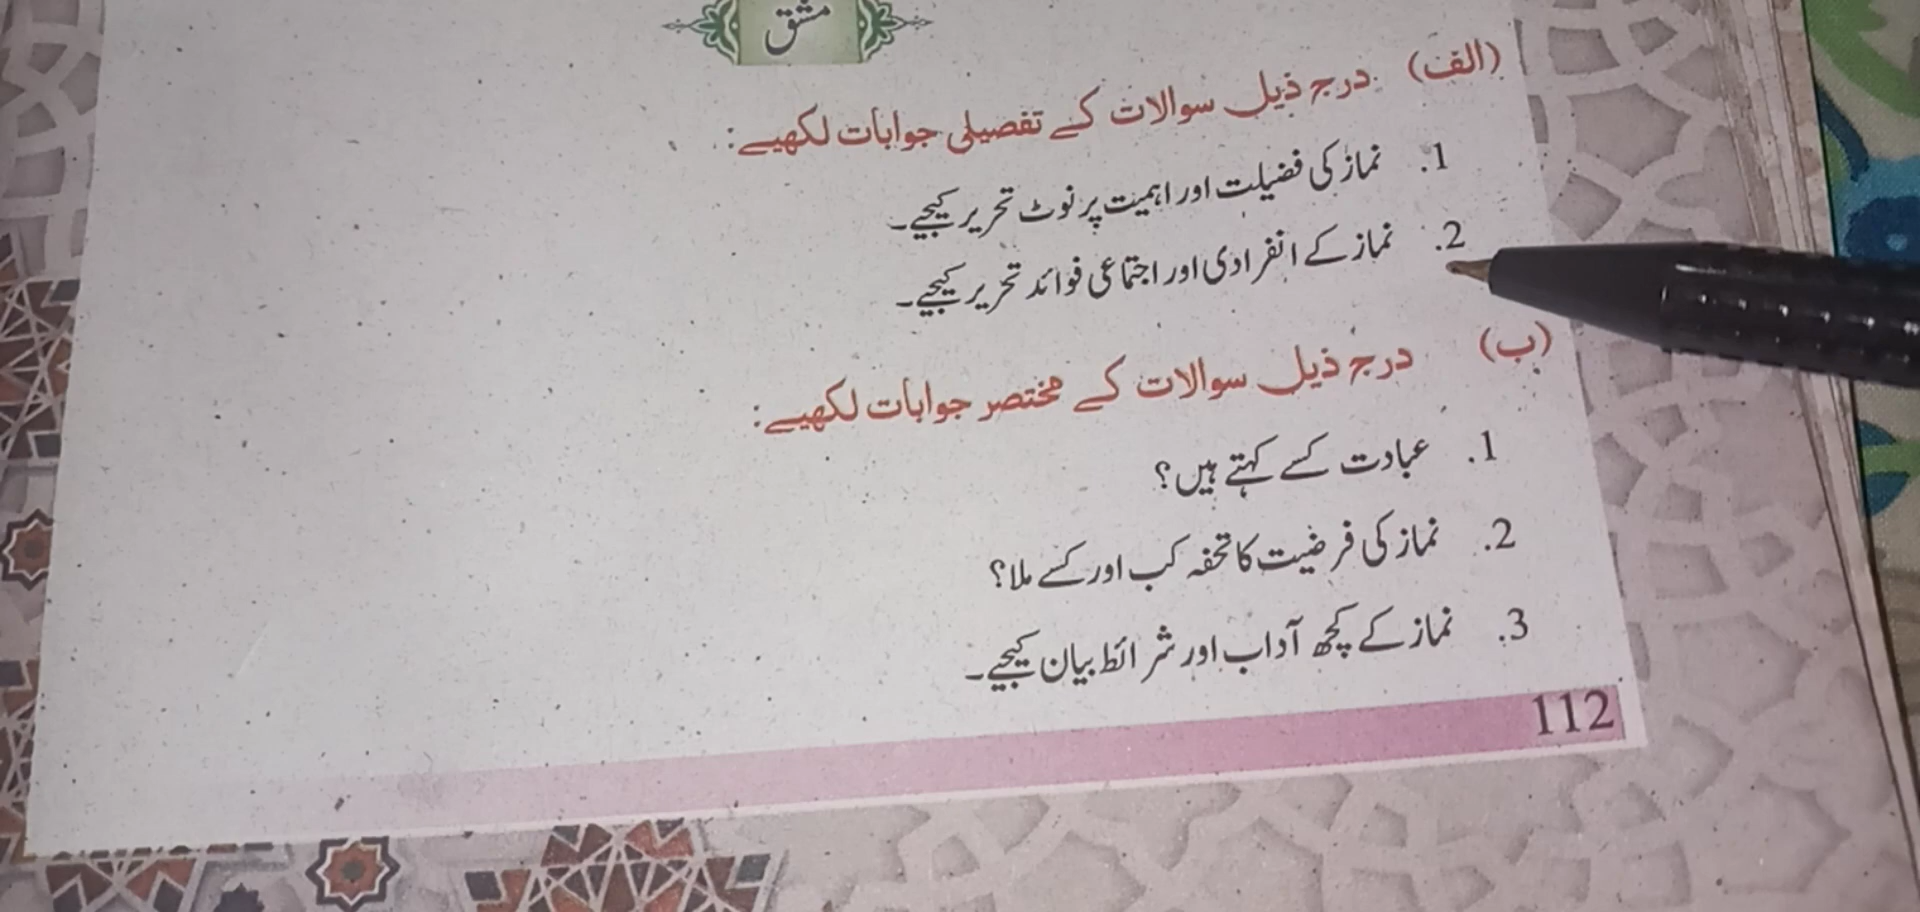 مشق
(الف) درج ذیل سوالات کے تفصیلی جوابات لکھیے:
1. نماز کی فضیلت اور اہمیت پر نوٹ تحریر کیجیے۔
2. نماز کے انفرادی اور اجتماعی فوائد تحریر کیجیے۔
(ب) درج ذیل سوالات کے مختصر جوابات لکھیے:
1. عبادت کسے کہتے ہیں؟
2. نماز کی فرضیت کا تحفہ کب اور کسے ملا؟
3. نماز کے کچھ آداب اور شرائط بیان کیجیے۔
112